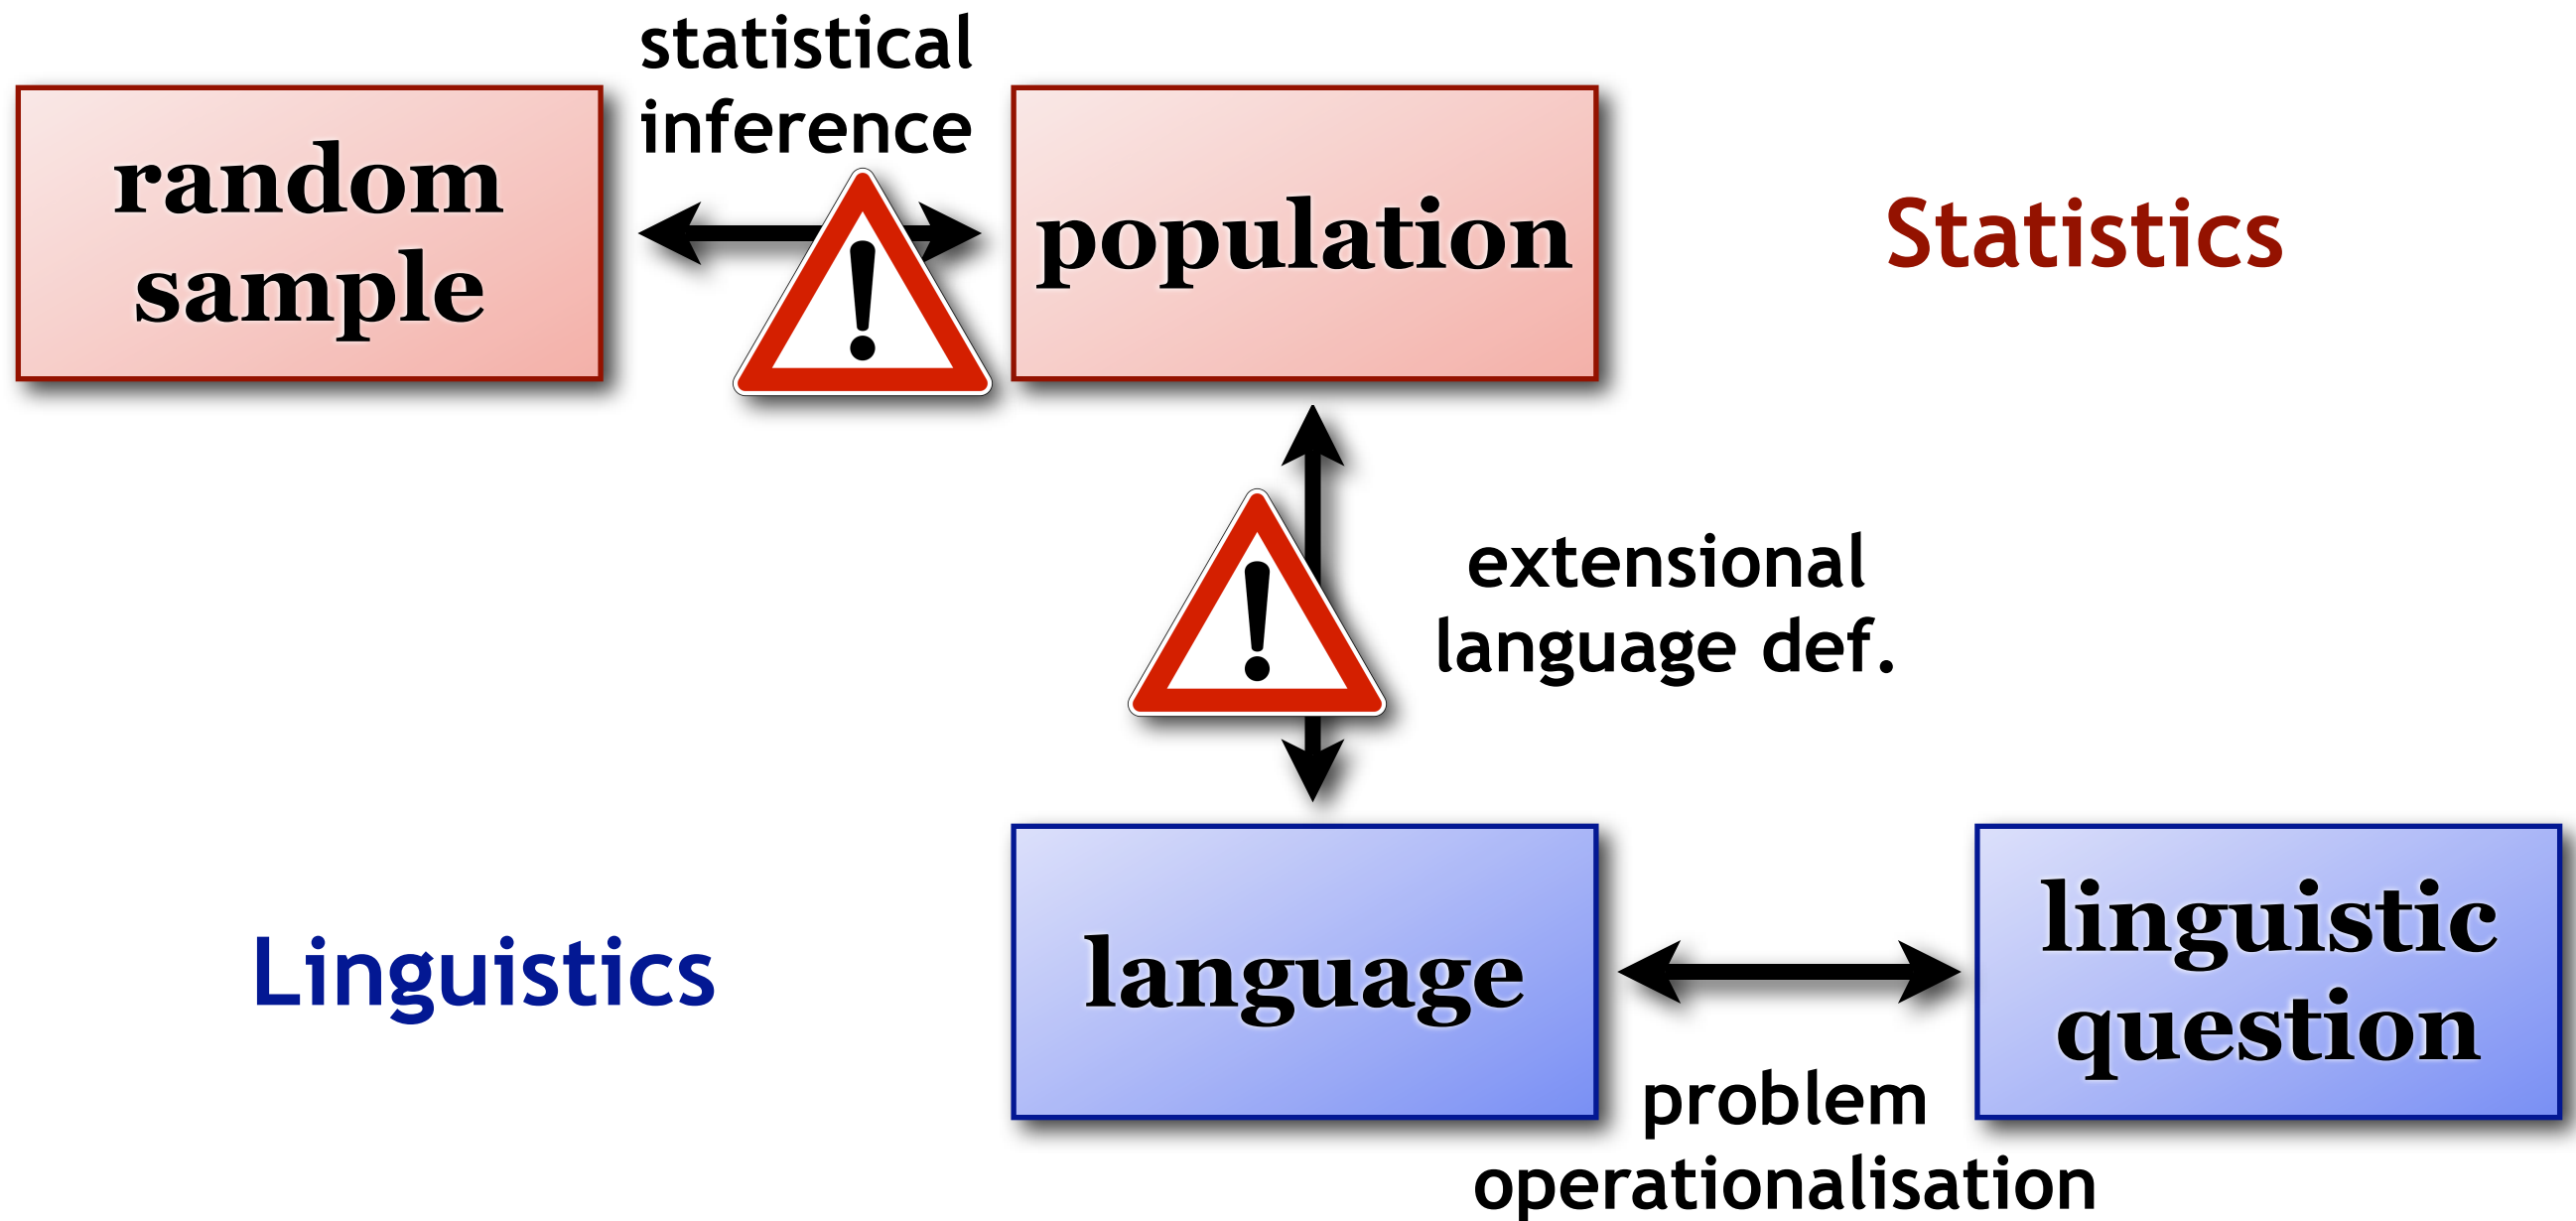 statistical
inference
random
sample
!
population
Statistics
!
extensional
language def.
Linguistics
language
linguistic
question
problem
operationalisation